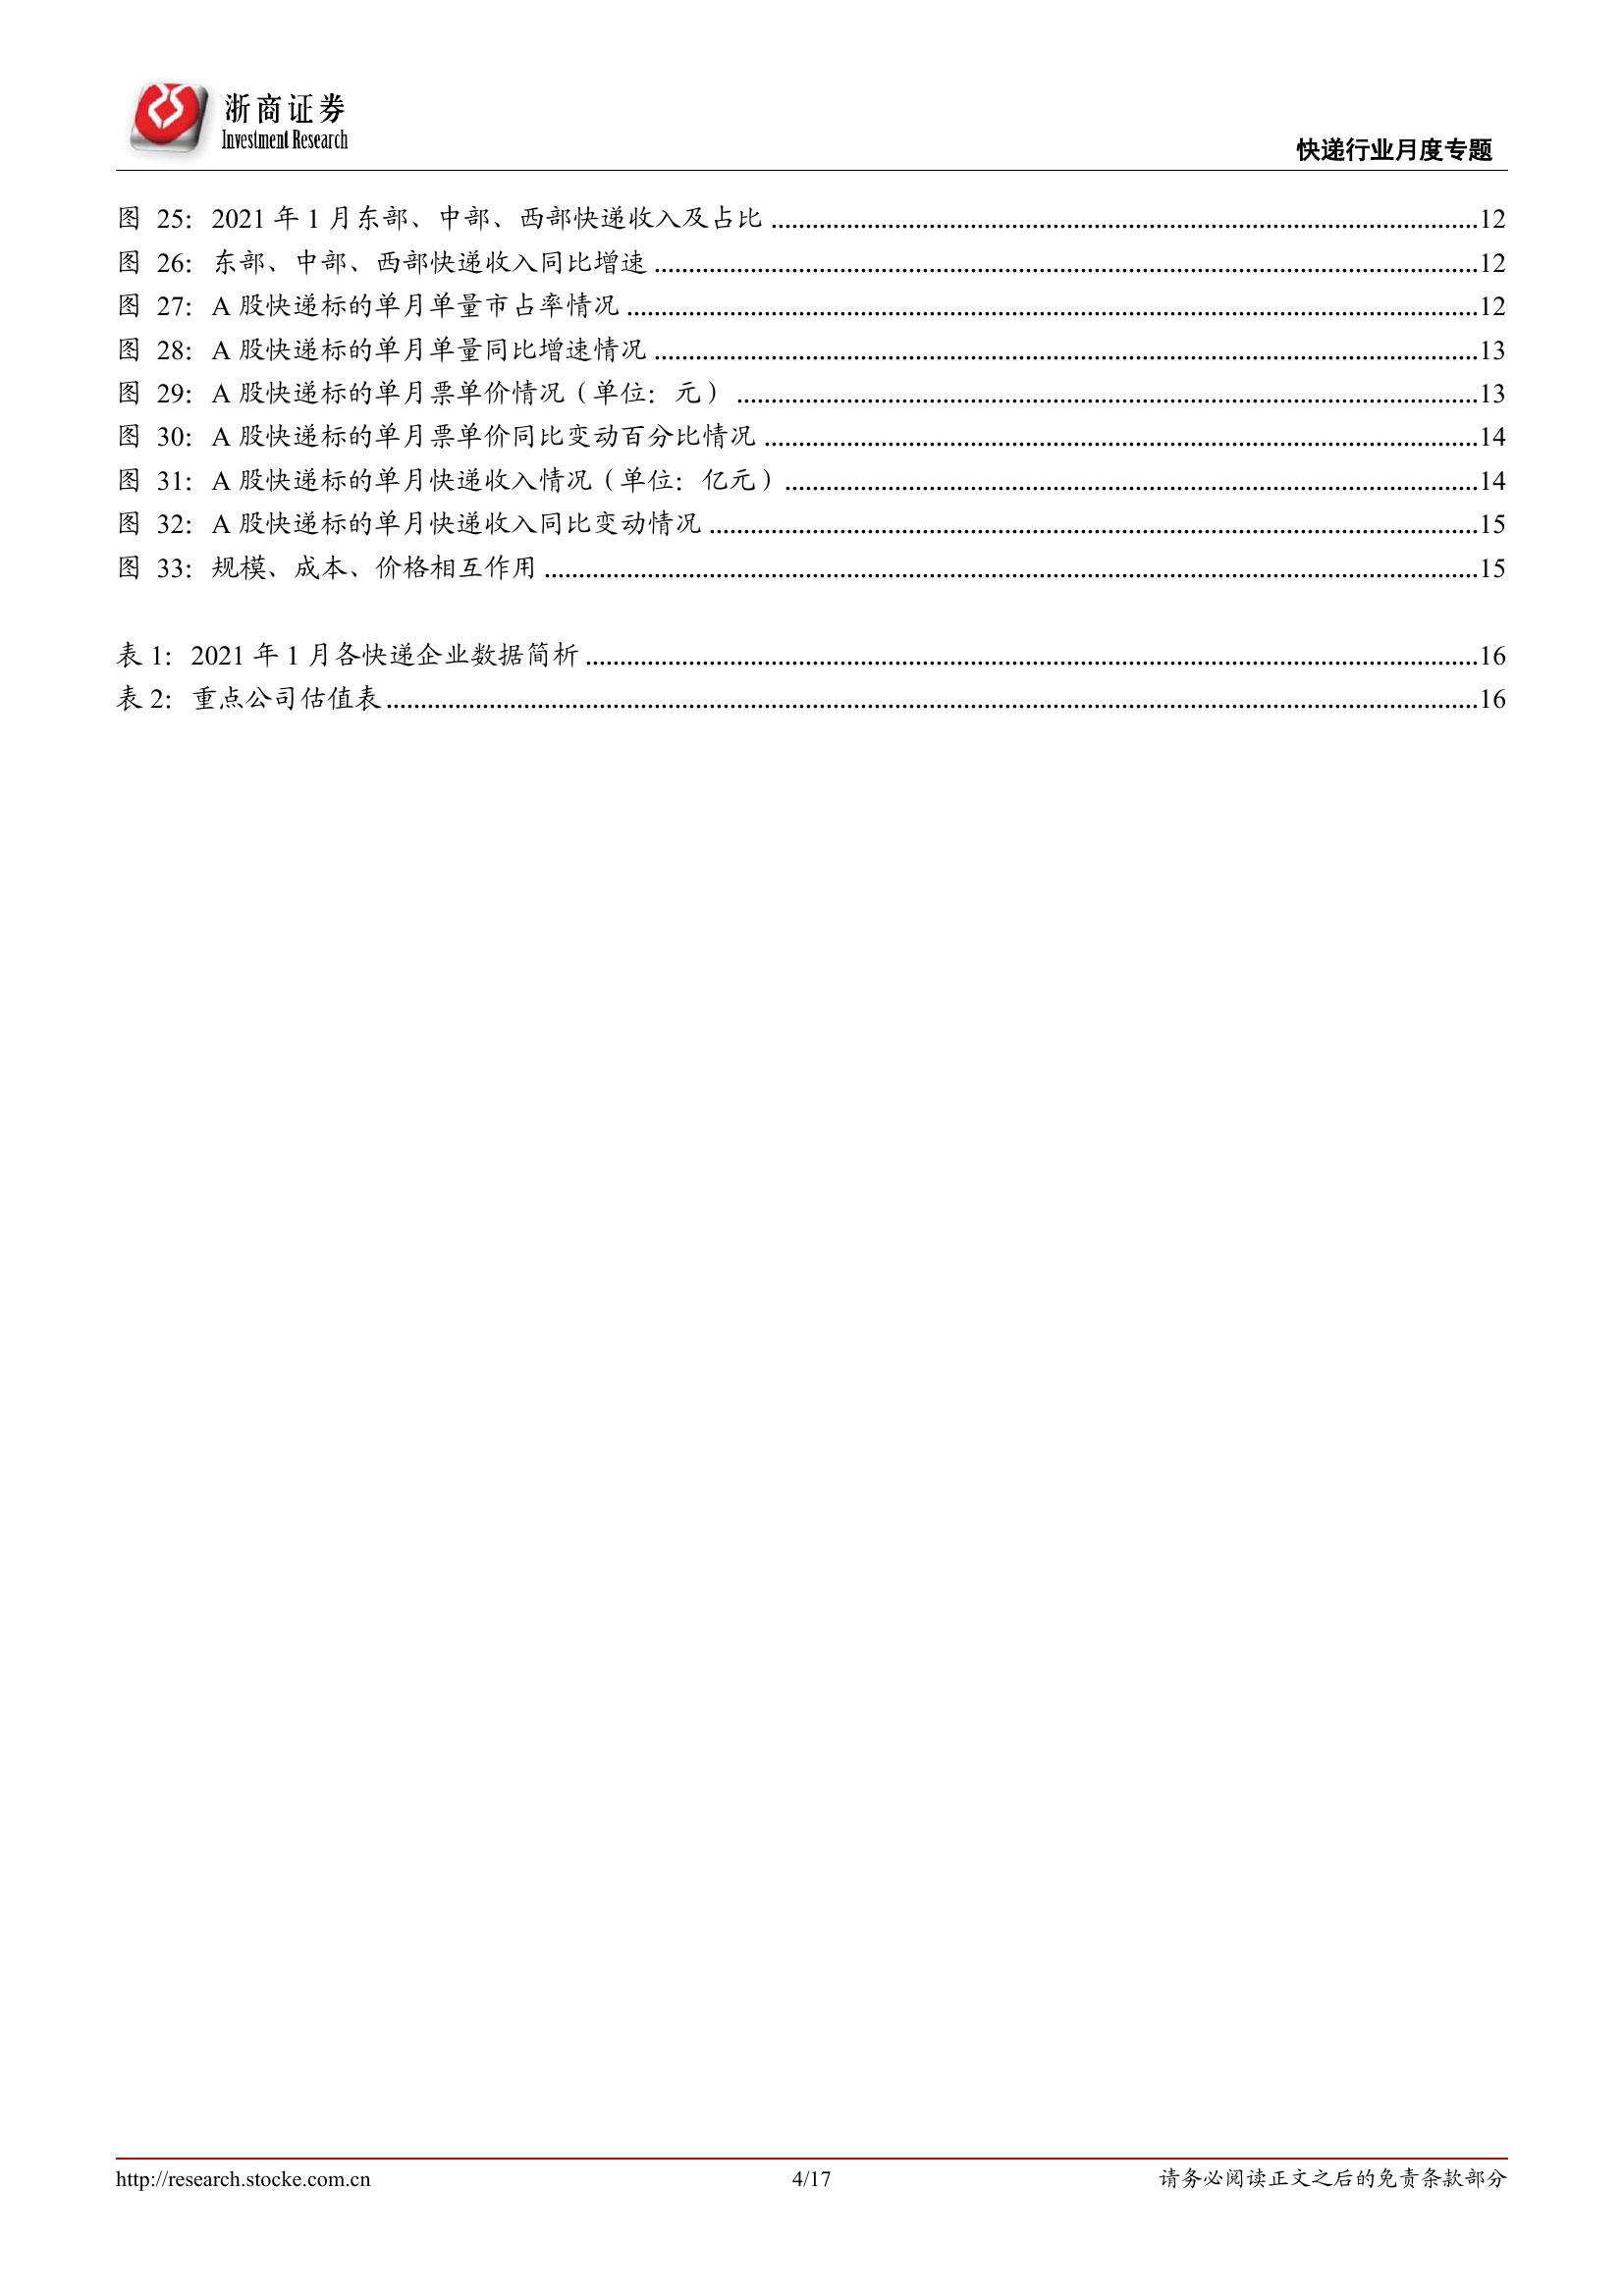 浙商证券
Investment Research
快递行业月度专题
图 25：2021 年 1 月东部、中部、西部快递收入及占比 ...................................................12
图 26：东部、中部、西部快递收入同比增速 ...................................................12
图 27：A 股快递标的单月单量市占率情况 ...................................................12
图 28：A 股快递标的单月单量同比增速情况 ...................................................13
图 29：A 股快递标的单月票单价情况（单位：元） ...................................................13
图 30：A 股快递标的单月票单价同比变动百分比情况 ...................................................14
图 31：A 股快递标的单月快递收入情况（单位：亿元） ...................................................14
图 32：A 股快递标的单月快递收入同比变动情况 ...................................................15
图 33：规模、成本、价格相互作用 ...................................................15
表 1：2021 年 1 月各快递企业数据简析 ...................................................16
表 2：重点公司估值表 ...................................................16
http://research.stocke.com.cn
4/17
请务必阅读正文之后的免责条款部分